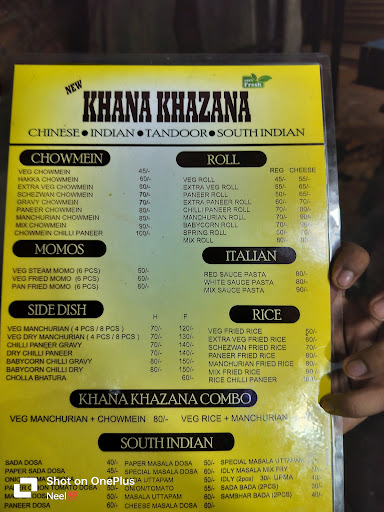 NEW
KHANA KHAZANA
100% Fresh
CHINESE ● INDIAN ● TANDOOR ● SOUTH INDIAN
CHOWMEIN
VEG CHOWMEIN 45/-
HAKKA CHOWMEIN 60/-
EXTRA VEG CHOWMEIN 60/-
SCHEZWAN CHOWMEIN 70/-
GRAVY CHOWMEIN 70/-
PANEER CHOWMEIN 80/-
MANCHURIAN CHOWMEIN 85/-
MIX CHOWMEIN 90/-
CHOWMEIN CHILLI PANEER 100/-
ROLL
REG CHEESE
VEG ROLL 45/- 55/-
EXTRA VEG ROLL 55/- 65/-
PANEER ROLL 50/- 65/-
EXTRA PANEER ROLL 60/- 70/-
CHILLI PANEER ROLL 70/- 80/-
MANCHURIAN ROLL 70/-
BABYCORN ROLL 70/-
SPRING ROLL 70/-
MIX ROLL 80/-
MOMOS
VEG STEAM MOMO (6 PCS) 50/-
VEG FRIED MOMO (6 PCS) 60/-
PAN FRIED MOMO (6 PCS) 80/-
ITALIAN
RED SAUCE PASTA 80/-
WHITE SAUCE PASTA 80/-
MIX SAUCE PASTA 90/-
SIDE DISH
H F
VEG MANCHURIAN ( 4 PCS / 8 PCS ) 70/- 120/-
VEG DRY MANCHURIAN ( 4 PCS / 8 PCS ) 70/- 130/-
CHILLI PANEER GRAVY 70/- 140/-
DRY CHILLI PANEER 70/- 140/-
BABYCORN CHILLI GRAVY 80/- 150/-
BABYCORN CHILLI DRY 80/- 150/-
CHOLLA BHATURA 60/-
RICE
VEG FRIED RICE 50/-
EXTRA VEG FRIED RICE 60/-
SCHEZWAN FRIED RICE
PANEER FRIED RICE
MANCHURIAN FRIED RICE
MIX FRIED RICE
RICE CHILLI PANEER
KHANA KHAZANA COMBO
VEG MANCHURIAN + CHOWMEIN 80/- VEG RICE + MANCHURIAN
SOUTH INDIAN
SADA DOSA 40/- PAPER MASALA DOSA 60/- SPECIAL MASALA UTTAPAM
PAPER SADA DOSA 45/- UTTAPAM IDLY MASALA MIX FRY
MASALA UTTAPAM IDLY (2pcs) 30/- UPMA
DOSA ONION TOMATO DOSA ONION/TOMATO SADA BADA (2PCS)
MASALA UTTAPAM SAMBHAR BADA (2PCS)
PANEER DOSA CHEESE MASALA DOSA
Shot on OnePlus
Neel